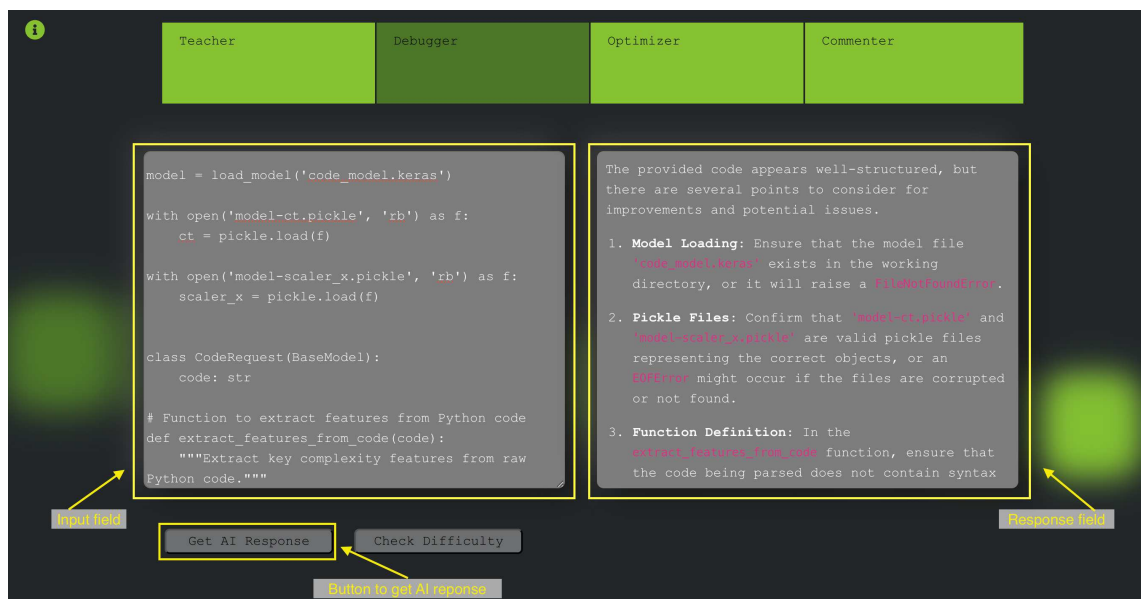 i
Teacher
Debugger
Optimizer
Commenter
model = load_model('code_model.keras')
with open('model-ct.pickle', 'rb') as f:
    ct = pickle.load(f)
with open('model-scaler_x.pickle', 'rb') as f:
    scaler_x = pickle.load(f)
class CodeRequest(BaseModel):
    code: str
# Function to extract features from Python code
def extract_features_from_code(code):
    """Extract key complexity features from raw
Python code."""
The provided code appears well-structured, but
there are several points to consider for
improvements and potential issues.
1. Model Loading: Ensure that the model file
'code_model.keras' exists in the working
directory, or it will raise a FileNotFoundError.
2. Pickle Files: Confirm that 'model-ct.pickle' and
'model-scaler_x.pickle' are valid pickle files
representing the correct objects, or an
EOFError might occur if the files are corrupted
or not found.
3. Function Definition: In the
extract_features_from_code function, ensure that
the code being parsed does not contain syntax
Input field
Response field
Get AI Response
Check Difficulty
Button to get AI reponse